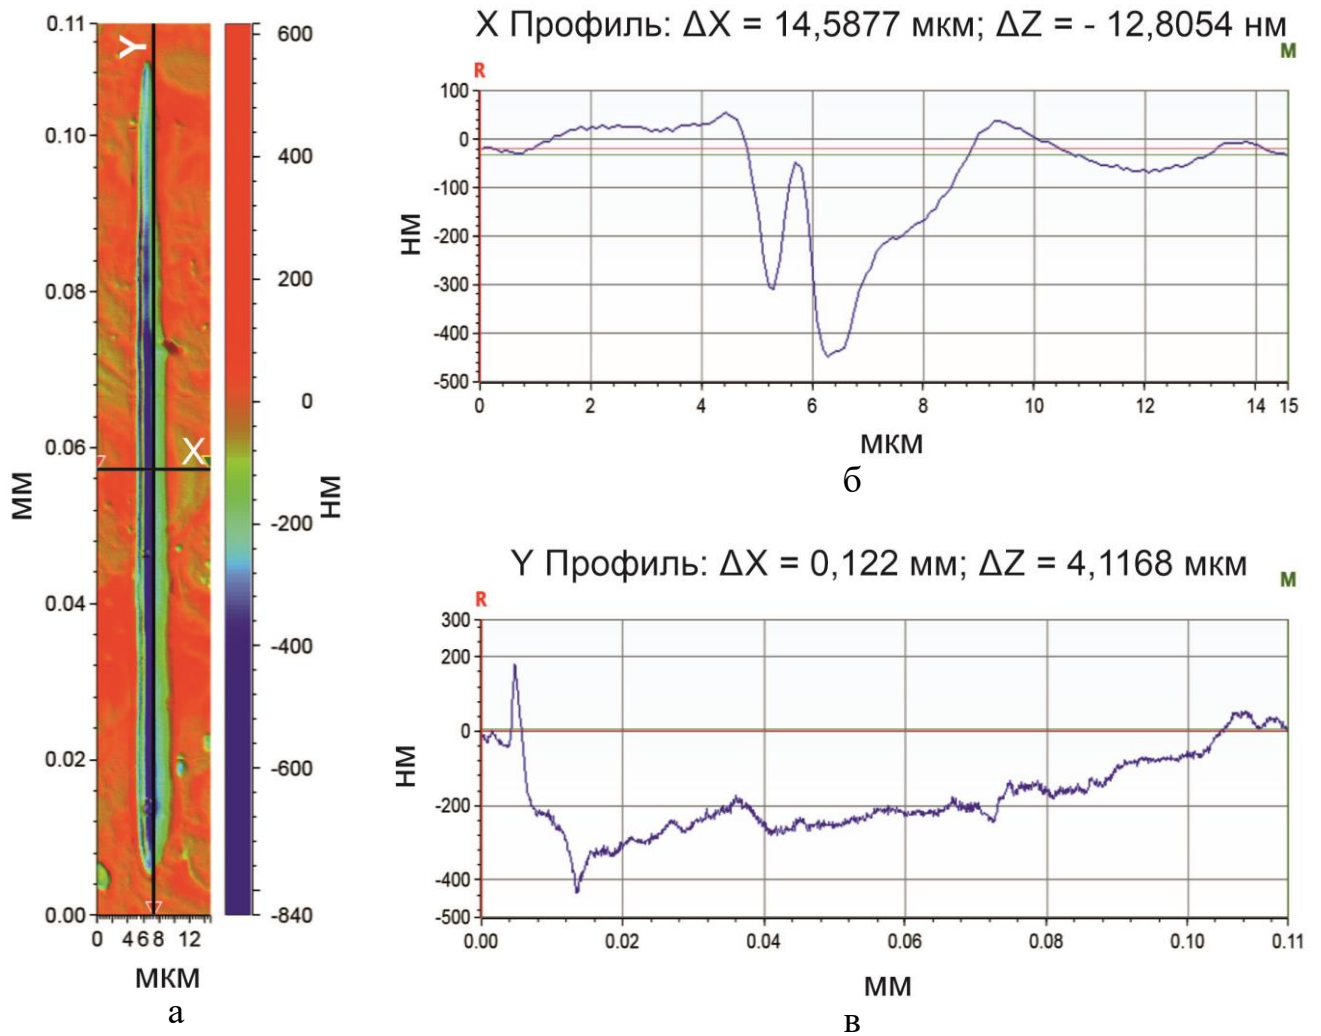 0.11
0.10
0.08
0.06
0.04
0.02
0.00
мм
0 4 6 8 12
мкм
Y
X
600
400
200
0
-200
-400
-600
-840
нм
а
X Профиль: ΔX = 14,5877 мкм; ΔZ = - 12,8054 нм
R
M
100
0
-100
-200
-300
-400
-500
нм
0 2 4 6 8 10 12 14 15
мкм
б
Y Профиль: ΔX = 0,122 мм; ΔZ = 4,1168 мкм
R
M
300
200
0
-200
-400
-500
нм
0.00 0.02 0.04 0.06 0.08 0.10 0.11
мм
в